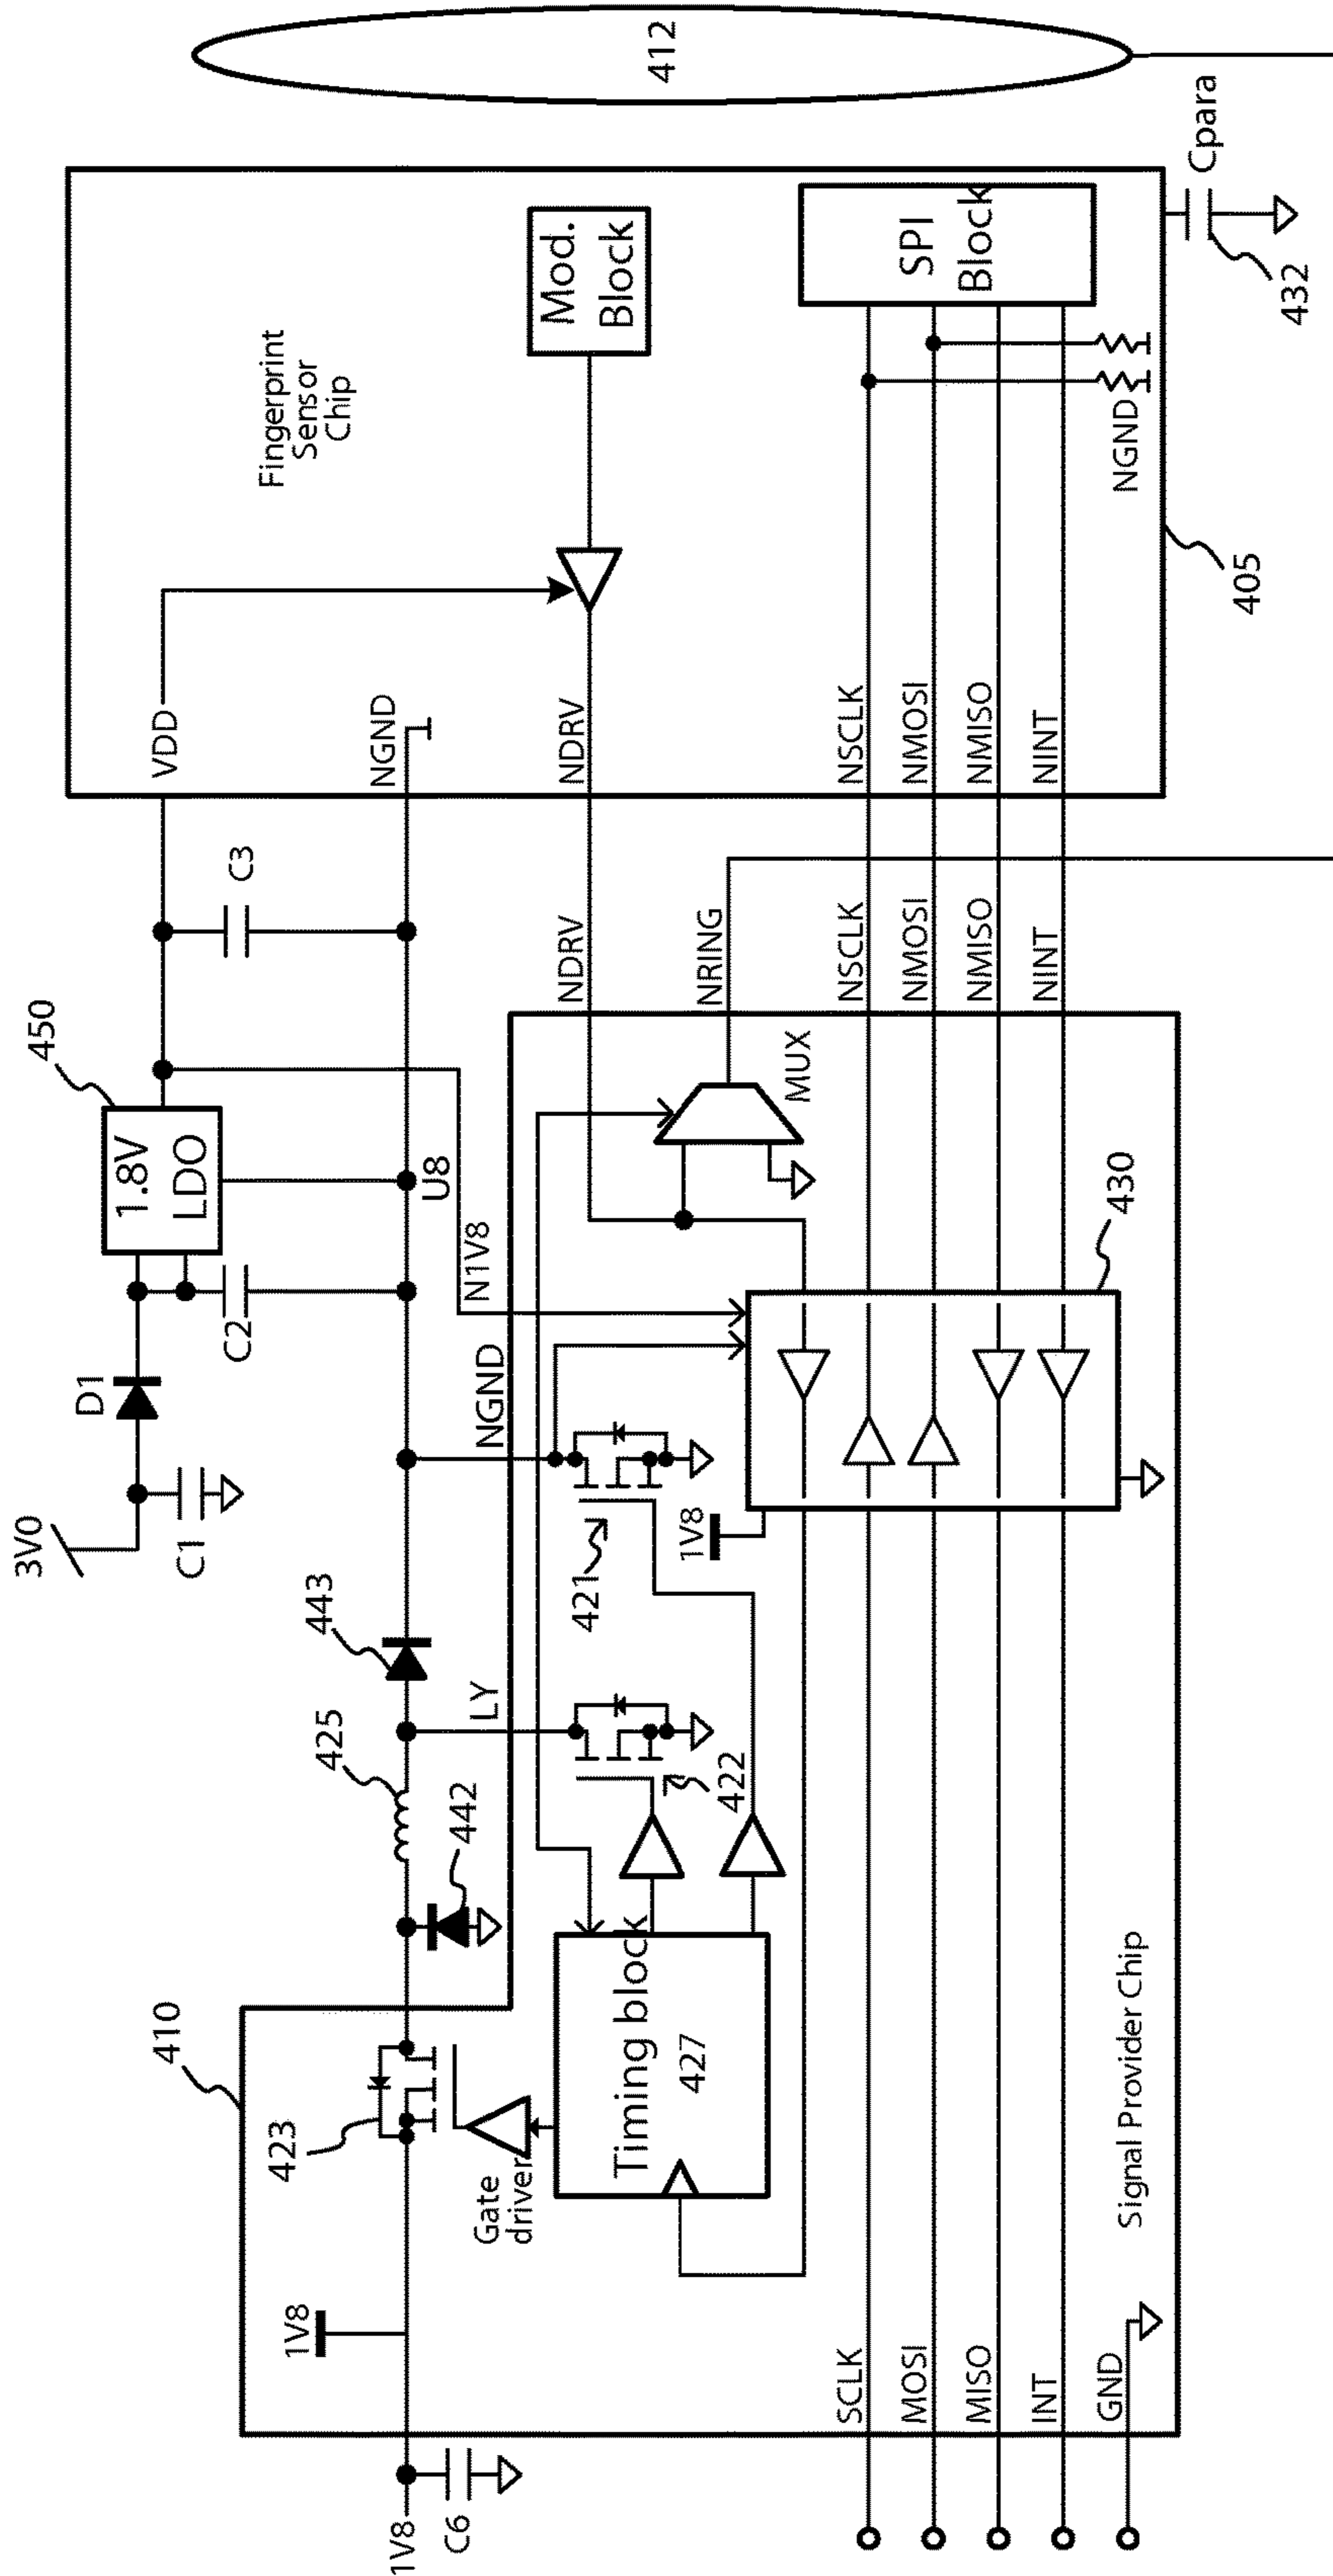 3V0
D1
C1
C2
1.8V
LDO
450
C3
U8
N1V8
NGND
443
425
442
LY
410
423
1V8
1V8
C6
Gate
driver
Timing block
427
422
421
1V8
430
MUX
NDRV
NRING
NSCLK
NMOSI
NMISO
NINT
SCLK
MOSI
MISO
INT
GND
Signal Provider Chip
VDD
NGND
NDRV
NSCLK
NMOSI
NMISO
NINT
Fingerprint
Sensor
Chip
Mod.
Block
SPI
Block
NGND
405
Cpara
432
412